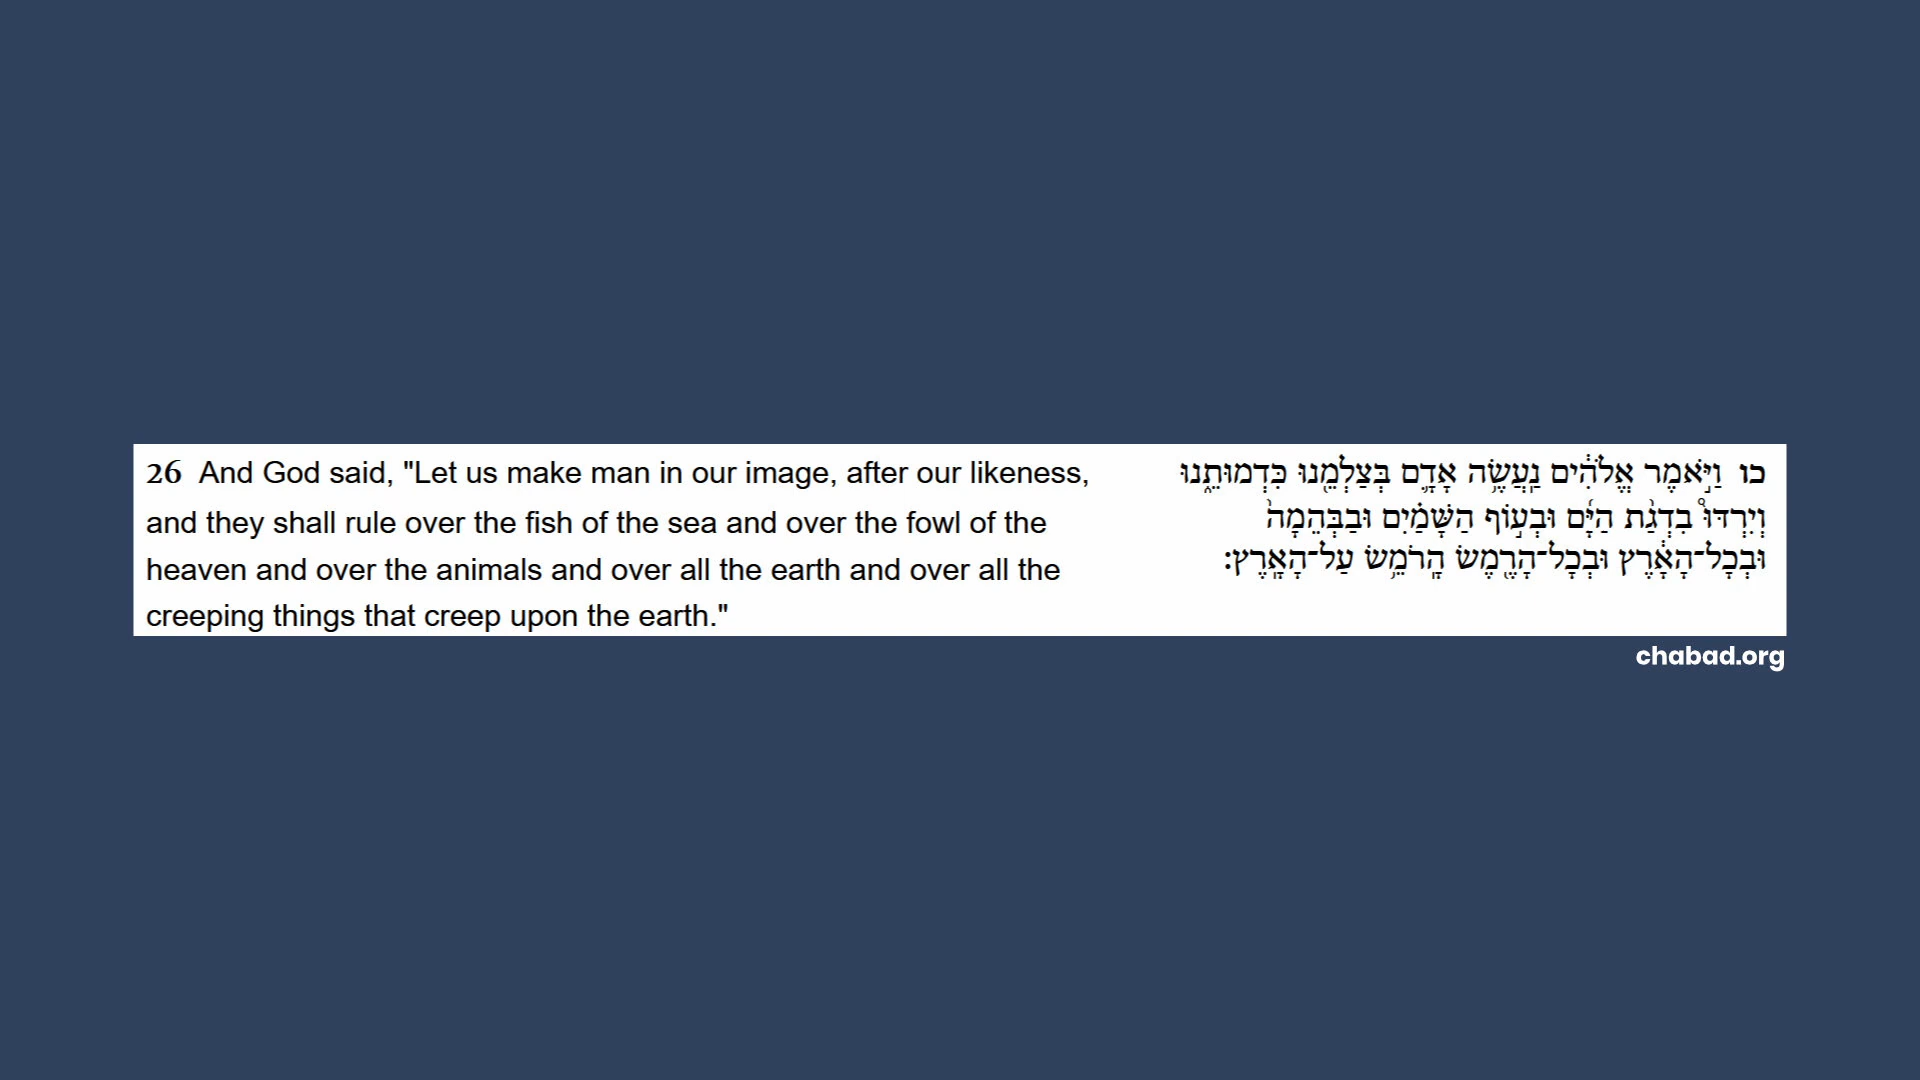 26 And God said, "Let us make man in our image, after our likeness,
and they shall rule over the fish of the sea and over the fowl of the
heaven and over the animals and over all the earth and over all the
creeping things that creep upon the earth."
כו וַיֹּ֣אמֶר אֱלֹהִ֔ים נַֽעֲשֶׂ֥ה אָדָ֛ם בְּצַלְמֵ֖נוּ כִּדְמוּתֵ֑נוּ
וְיִרְדּוּ֩ בִדְגַ֨ת הַיָּ֜ם וּבְע֣וֹף הַשָּׁמַ֗יִם וּבַבְּהֵמָה֙
וּבְכָל־הָאָ֔רֶץ וּבְכָל־הָרֶ֖מֶשׂ הָֽרֹמֵ֥שׂ עַל־הָאָֽרֶץ:
chabad.org